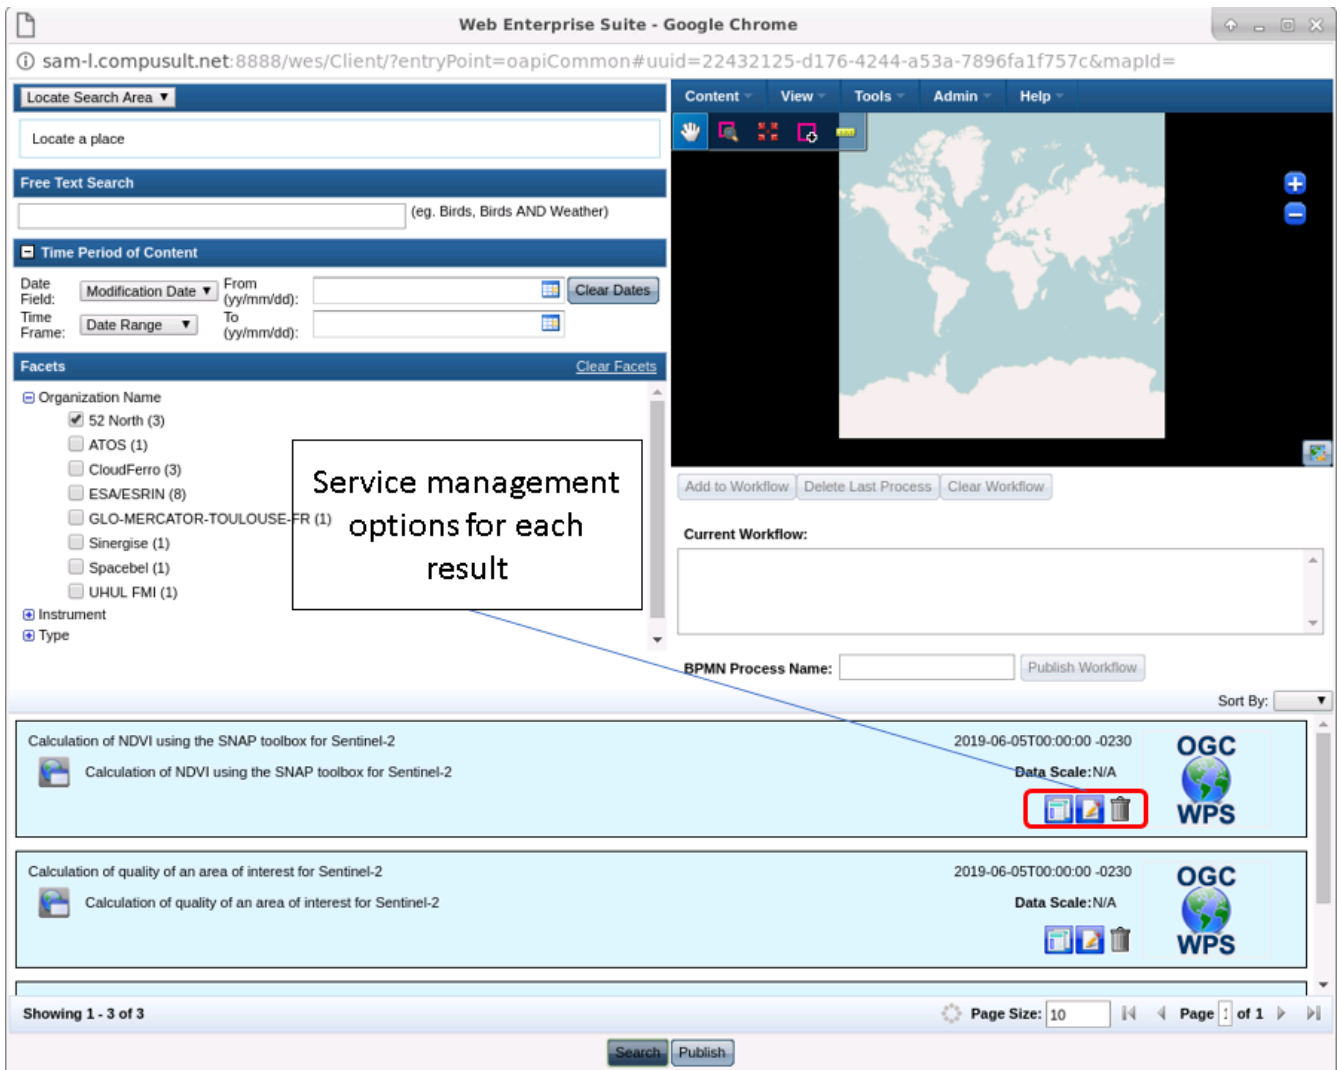 Web Enterprise Suite - Google Chrome
sam-l.compusult.net:8888/wes/Client/?entryPoint=oapiCommon#uuid=22432125-d176-4244-a53a-7896fa1f757c&mapId=
Locate Search Area
Content View Tools Admin Help
Locate a place
Free Text Search
(eg. Birds, Birds AND Weather)
Time Period of Content
Date Field: Modification Date From (yy/mm/dd): Clear Dates
Time Frame: Date Range To (yy/mm/dd):
Facets Clear Facets
Organization Name
52 North (3)
ATOS (1)
CloudFerro (3)
ESA/ESRIN (8)
GLO-MERCATOR-TOULOUSE-FR (1)
Sinergise (1)
Spacebel (1)
UHUL FMI (1)
Instrument
Type
Service management
options for each
result
Add to Workflow Delete Last Process Clear Workflow
Current Workflow:
BPMN Process Name: Publish Workflow
Sort By:
Calculation of NDVI using the SNAP toolbox for Sentinel-2
2019-06-05T00:00:00 -0230
Calculation of NDVI using the SNAP toolbox for Sentinel-2
Data Scale:N/A
OGC
WPS
Calculation of quality of an area of interest for Sentinel-2
2019-06-05T00:00:00 -0230
Calculation of quality of an area of interest for Sentinel-2
Data Scale:N/A
OGC
WPS
Showing 1 - 3 of 3
Page Size: 10 Page 1 of 1
Search Publish